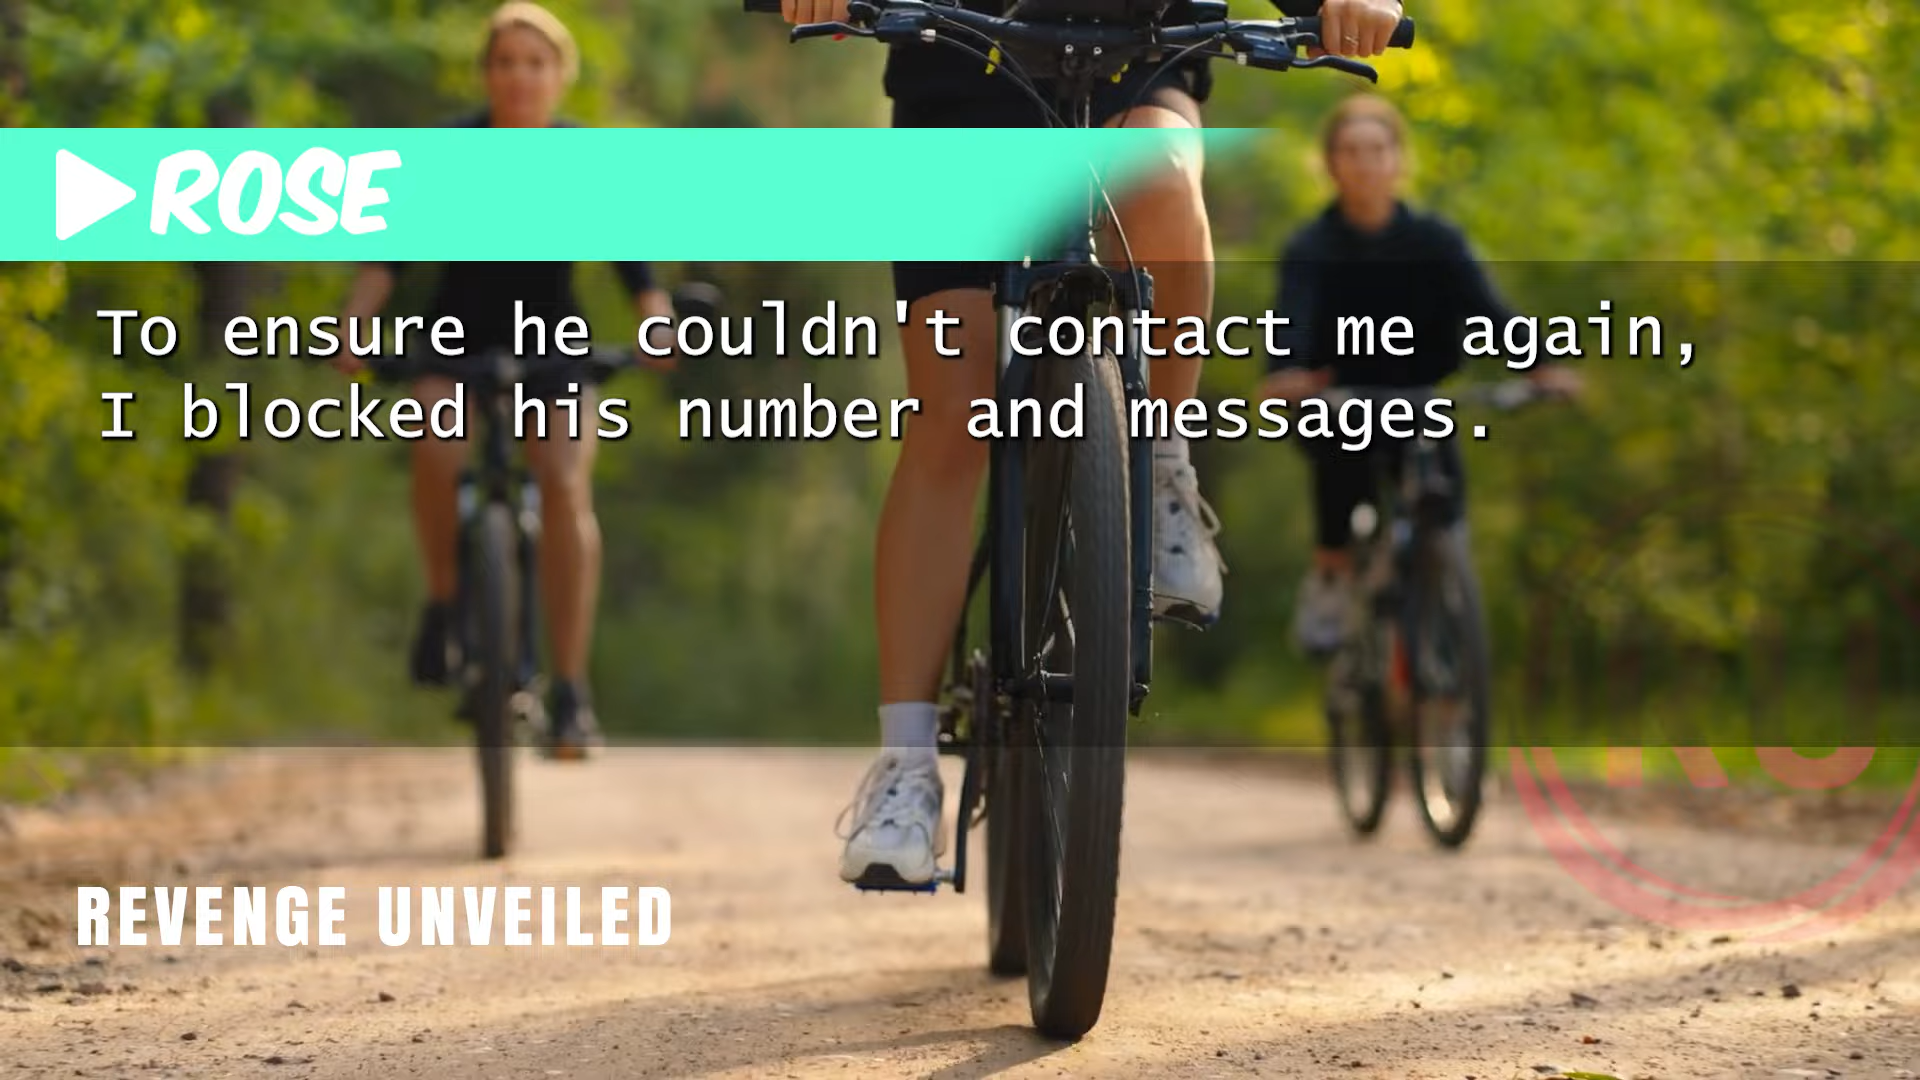 ROSE
To ensure he couldn't contact me again,
I blocked his number and messages.
REVENGE UNVEILED